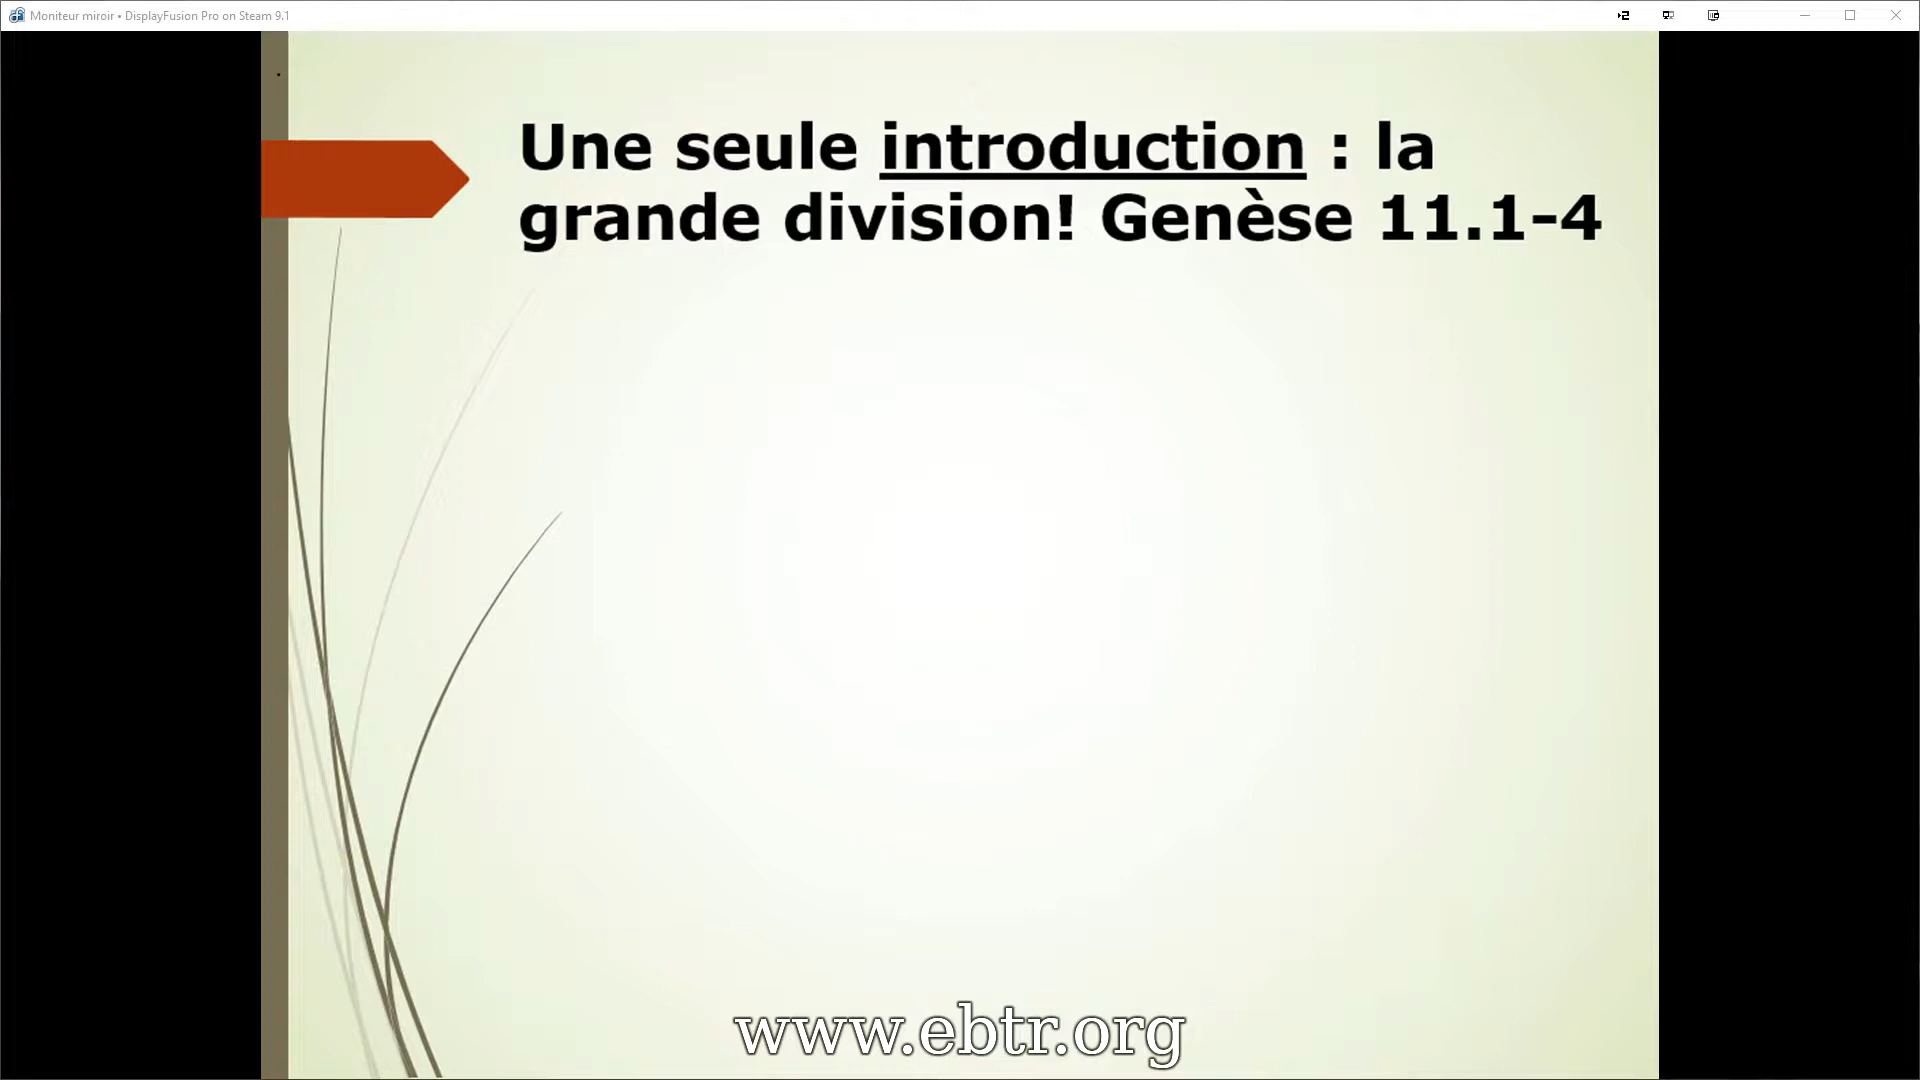 Moniteur miroir • DisplayFusion Pro on Steam 9.1
Une seule introduction : la
grande division! Genèse 11.1-4
www.ebtr.org